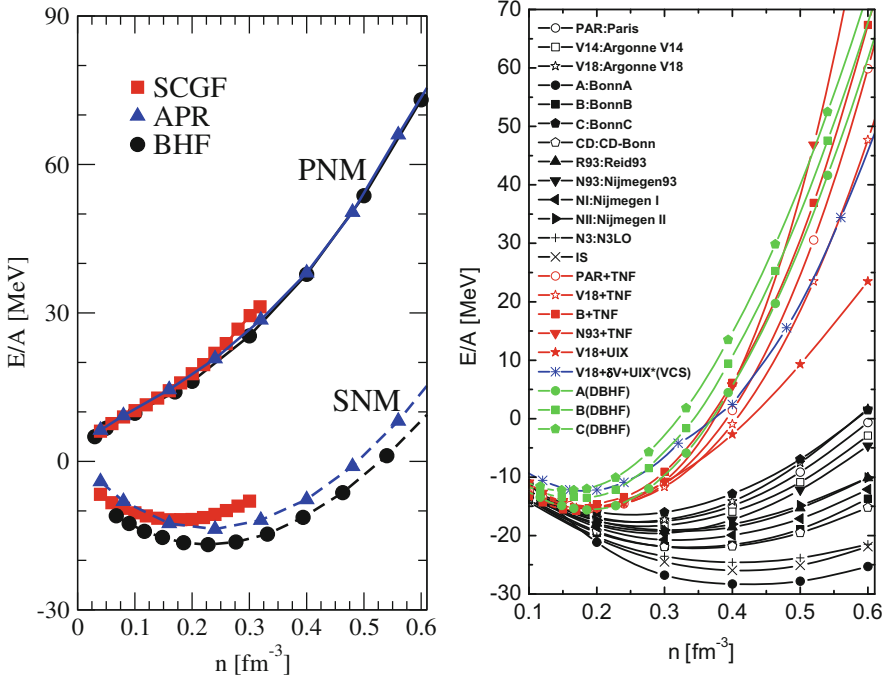 90
60
30
0
-30
E/A [MeV]
SCGF
APR
BHF
PNM
SNM
0 0.1 0.2 0.3 0.4 0.5 0.6
n [fm-3]
70
60
50
40
30
20
10
0
-10
-20
-30
E/A [MeV]
PAR:Paris
V14:Argonne V14
V18:Argonne V18
A:BonnA
B:BonnB
C:BonnC
CD:CD-Bonn
R93:Reid93
N93:Nijmegen93
NI:Nijmegen I
NII:Nijmegen II
N3:N3LO
IS
PAR+TNF
V18+TNF
B+TNF
N93+TNF
V18+UIX
V18+δV+UIX*(VCS)
A(DBHF)
B(DBHF)
C(DBHF)
0.1 0.2 0.3 0.4 0.5 0.6
n [fm-3]